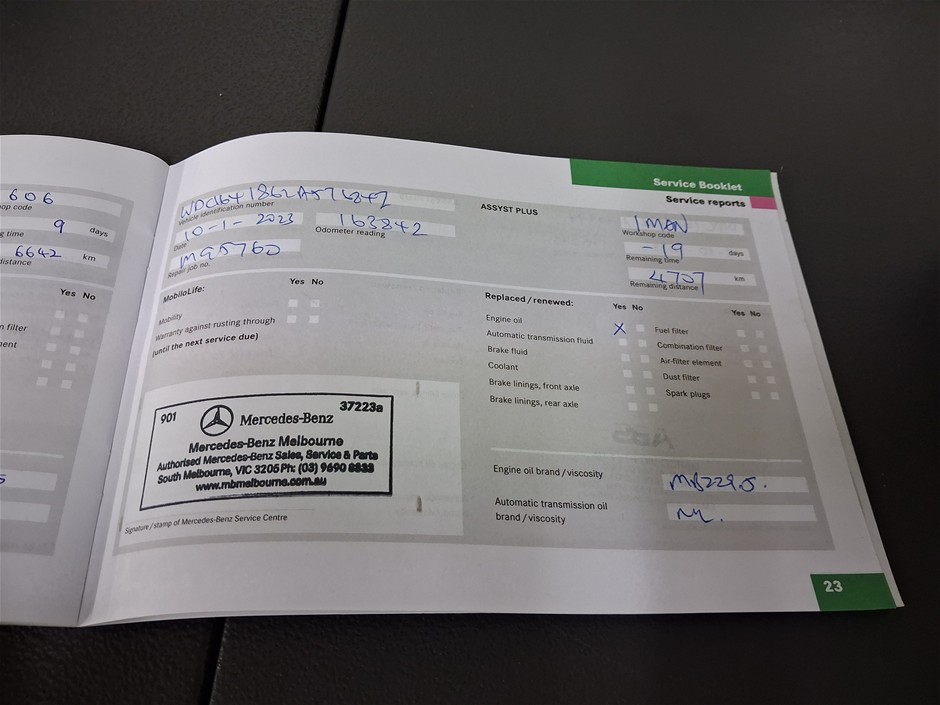 606
op code
9 days
g time
6642 km
distance
Yes No
n filter
ment
5
Service Booklet
Service reports
WDC1641862A576842
Vehicle identification number
10-1-2023
Date
163842
Odometer reading
MG5760
Repair job no.
ASSYST PLUS
Workshop code
-19 days
Remaining time
4707 km
Remaining distance
MobiloLife:
Yes No
Mobility
Warranty against rusting through
(until the next service due)
Replaced / renewed:
Yes No
Yes No
Engine oil
X
Automatic transmission fluid
Brake fluid
Coolant
Brake linings, front axle
Brake linings, rear axle
Fuel filter
Combination filter
Air-filter element
Dust filter
Spark plugs
901
37223a
Mercedes-Benz
Mercedes-Benz Melbourne
Authorised Mercedes-Benz Sales, Service & Parts
South Melbourne, VIC 3205 Ph: (03) 9690 8833
www.mbmelbourne.com.au
Signature / stamp of Mercedes-Benz Service Centre
Engine oil brand / viscosity
MB229.5.
Automatic transmission oil
brand / viscosity
23